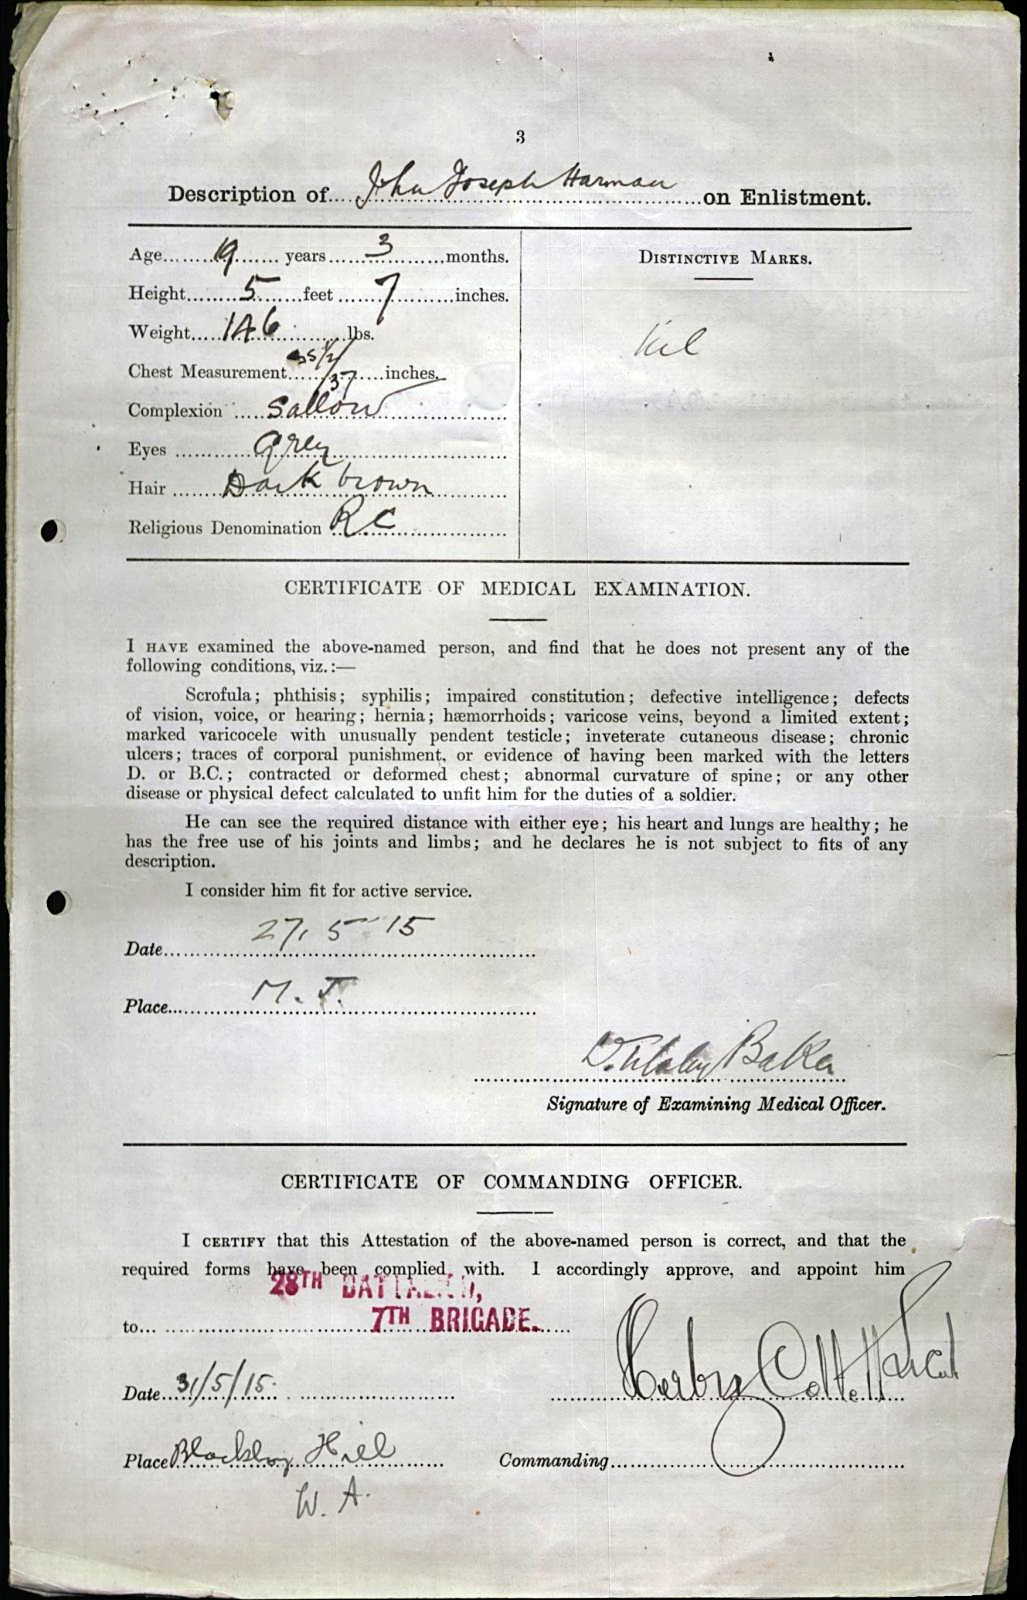 3
Description of.... John Joseph Harman ....on Enlistment.
Age....19.... years....3....months.
Height....5....feet....7....inches.
Weight....146....lbs.
Chest Measurement....35 1/2/37....inches.
Complexion....Sallow....
Eyes....Grey....
Hair....Dark brown....
Religious Denomination R.C....
DISTINCTIVE MARKS.
Nil
CERTIFICATE OF MEDICAL EXAMINATION.
I HAVE examined the above-named person, and find that he does not present any of the
following conditions, viz.:—
Scrofula; phthisis; syphilis; impaired constitution; defective intelligence; defects
of vision, voice, or hearing; hernia; hæmorrhoids; varicose veins, beyond a limited extent;
marked varicocele with unusually pendent testicle; inveterate cutaneous disease; chronic
ulcers; traces of corporal punishment, or evidence of having been marked with the letters
D. or B.C.; contracted or deformed chest; abnormal curvature of spine; or any other
disease or physical defect calculated to unfit him for the duties of a soldier.
He can see the required distance with either eye; his heart and lungs are healthy; he
has the free use of his joints and limbs; and he declares he is not subject to fits of any
description.
I consider him fit for active service.
Date....27. 5 15
Place....M. J.
Baker
Signature of Examining Medical Officer.
CERTIFICATE OF COMMANDING OFFICER.
I CERTIFY that this Attestation of the above-named person is correct, and that the
required forms have been complied with. I accordingly approve, and appoint him
28TH BATTALION,
to.... 7TH BRIGADE.
Date 31/5/15
Place Blackboy Hill
W. A.
Commanding....